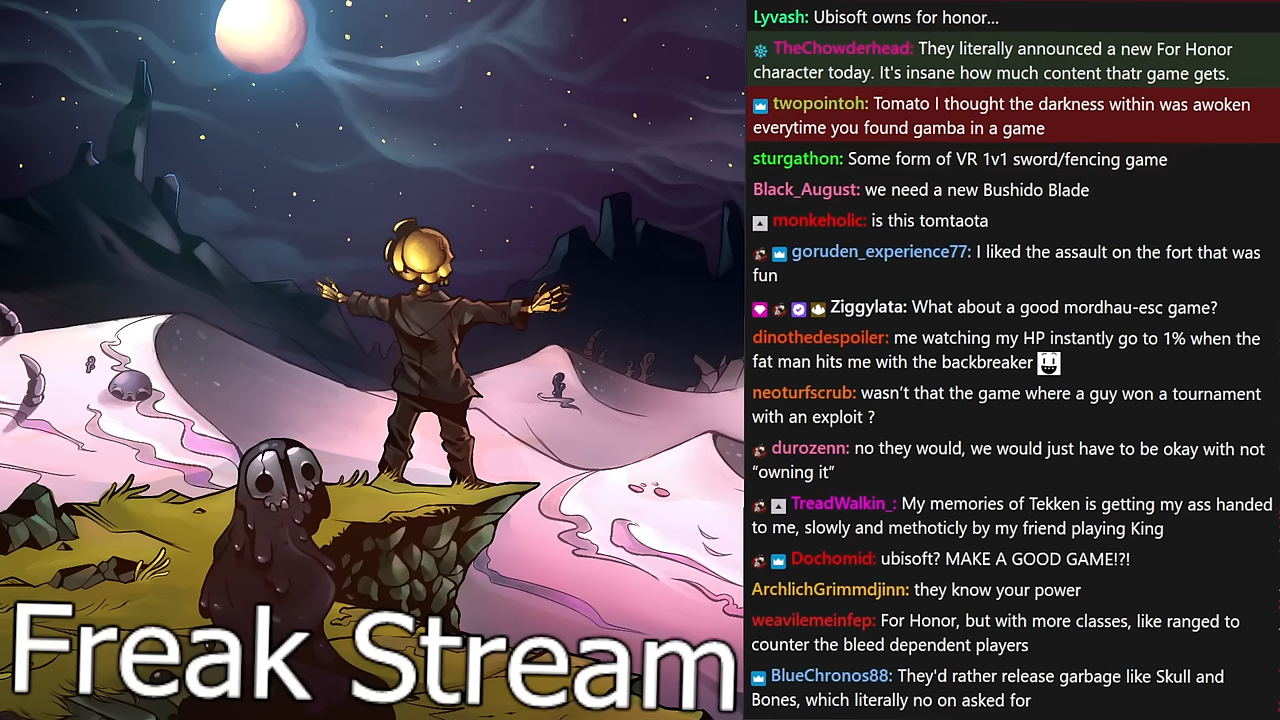 Lyvash: Ubisoft owns for honor...
TheChowderhead: They literally announced a new For Honor
character today. It's insane how much content thatr game gets.
twopointoh: Tomato I thought the darkness within was awoken
everytime you found gamba in a game
sturgathon: Some form of VR 1v1 sword/fencing game
Black_August: we need a new Bushido Blade
monkeholic: is this tomtaota
goruden_experience77: I liked the assault on the fort that was
fun
Ziggylata: What about a good mordhau-esc game?
dinothedespoiler: me watching my HP instantly go to 1% when the
fat man hits me with the backbreaker
neoturfscrub: wasn’t that the game where a guy won a tournament
with an exploit ?
durozenn: no they would, we would just have to be okay with not
“owning it”
TreadWalkin_: My memories of Tekken is getting my ass handed
to me, slowly and methoticly by my friend playing King
Dochomid: ubisoft? MAKE A GOOD GAME!?!
ArchlichGrimmdjinn: they know your power
weavilemeinfep: For Honor, but with more classes, like ranged to
counter the bleed dependent players
BlueChronos88: They'd rather release garbage like Skull and
Bones, which literally no on asked for
Freak Stream